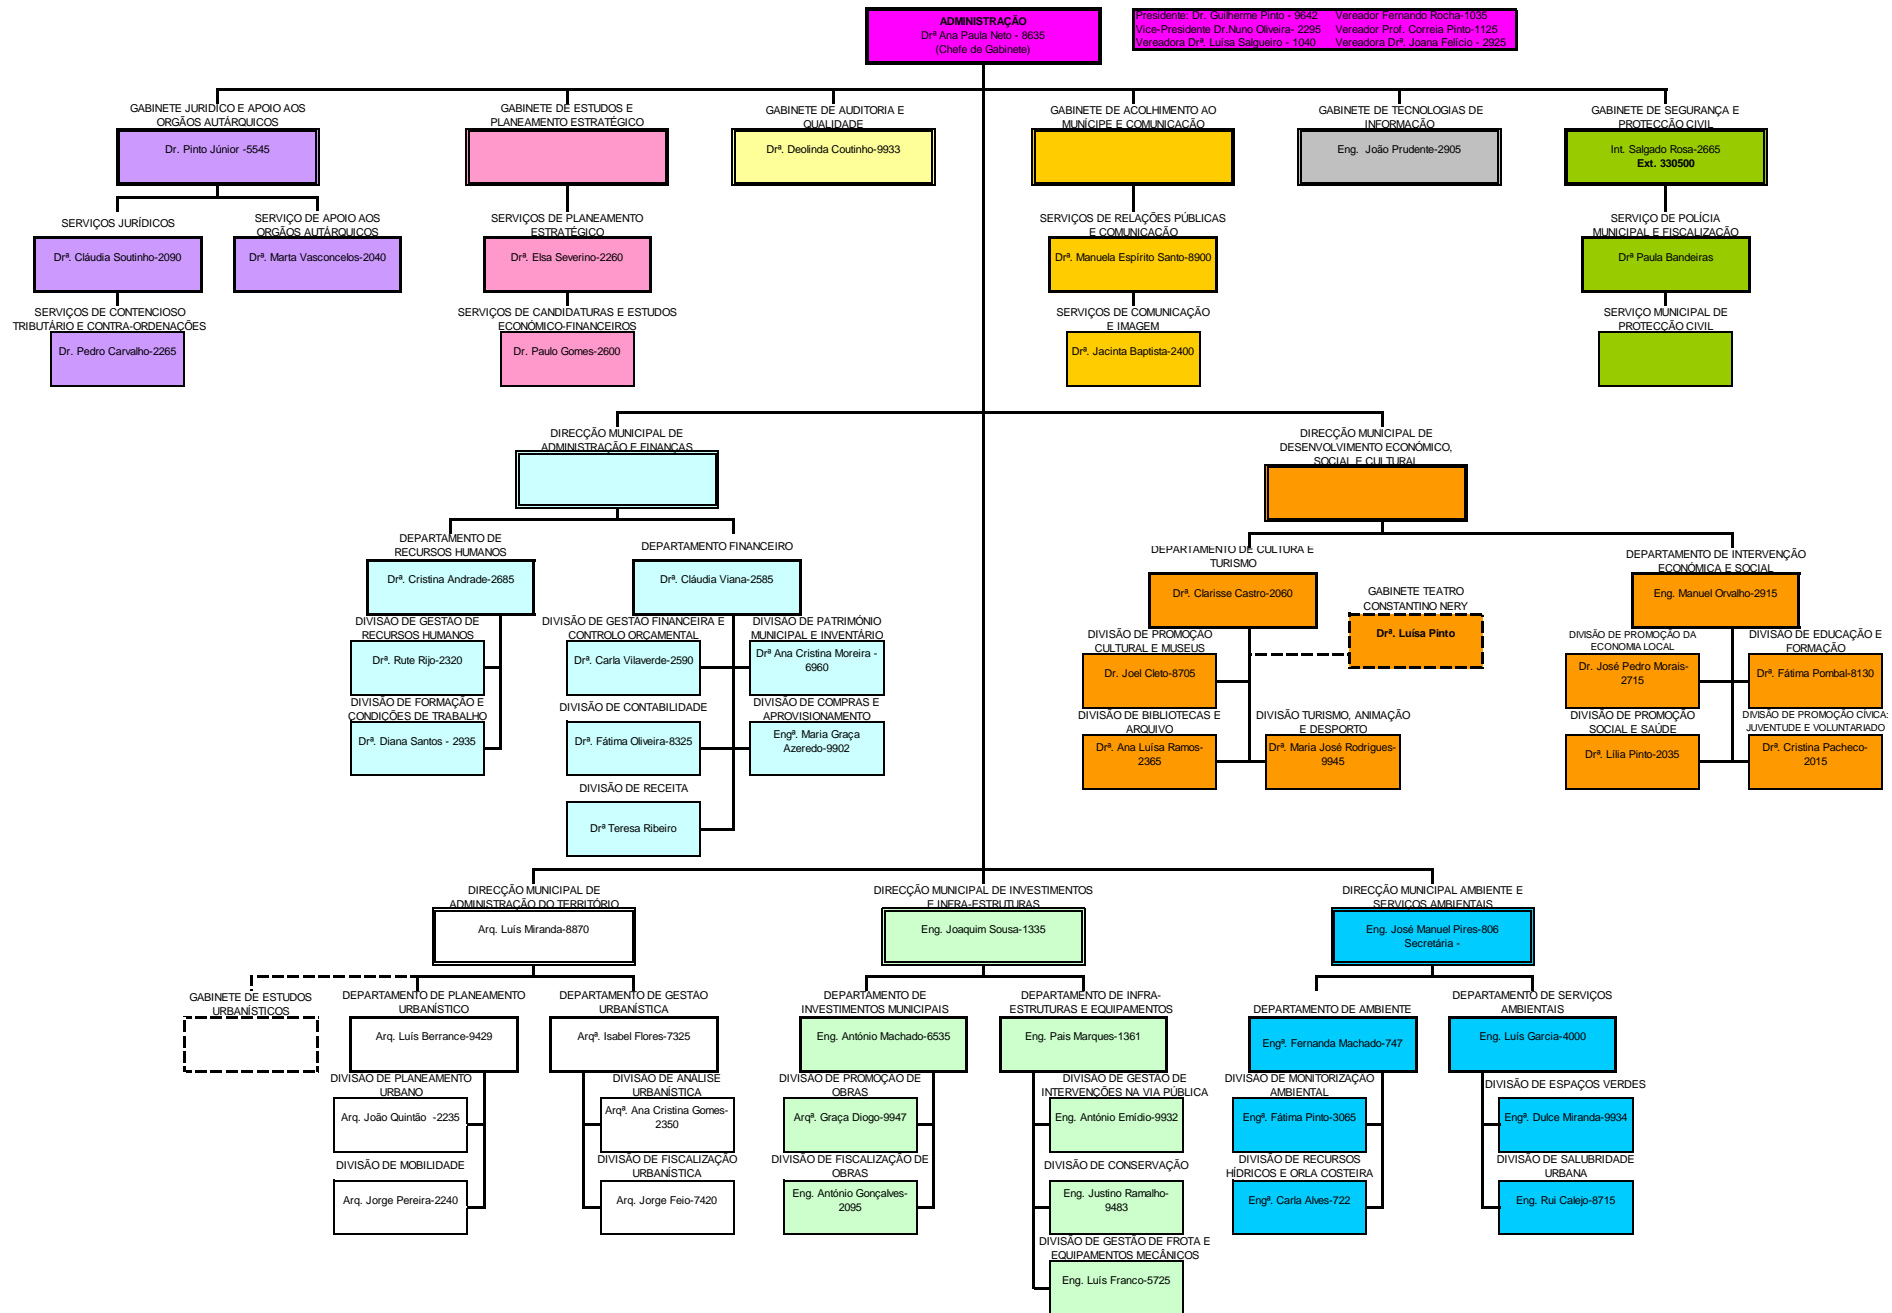 ADMINISTRAÇÃO
Drª Ana Paula Neto - 8635
(Chefe de Gabinete)
Presidente: Dr. Guilherme Pinto - 9642 Vereador Fernando Rocha-1035
Vice-Presidente Dr.Nuno Oliveira- 2295 Vereador Prof. Correia Pinto-1125
Vereadora Drª. Luísa Salgueiro - 1040 Vereadora Drª. Joana Felício - 2925
GABINETE JURIDICO E APOIO AOS
ORGÃOS AUTÁRQUICOS
Dr. Pinto Júnior -5545
GABINETE DE ESTUDOS E
PLANEAMENTO ESTRATÉGICO
GABINETE DE AUDITORIA E
QUALIDADE
Drª. Deolinda Coutinho-9933
GABINETE DE ACOLHIMENTO AO
MUNÍCIPE E COMUNICAÇÃO
GABINETE DE TECNOLOGIAS DE
INFORMAÇÃO
Eng. João Prudente-2905
GABINETE DE SEGURANÇA E
PROTECÇÃO CIVIL
Int. Salgado Rosa-2665
Ext. 330500
SERVIÇOS JURÍDICOS
Drª. Cláudia Soutinho-2090
SERVIÇO DE APOIO AOS
ORGÃOS AUTÁRQUICOS
Drª. Marta Vasconcelos-2040
SERVIÇOS DE PLANEAMENTO
ESTRATÉGICO
Drª. Elsa Severino-2260
SERVIÇOS DE RELAÇÕES PÚBLICAS
E COMUNICAÇÃO
Drª. Manuela Espírito Santo-8900
SERVIÇO DE POLÍCIA
MUNICIPAL E FISCALIZAÇÃO
Drª Paula Bandeiras
SERVIÇOS DE CONTENCIOSO
TRIBUTÁRIO E CONTRA-ORDENAÇÕES
Dr. Pedro Carvalho-2265
SERVIÇOS DE CANDIDATURAS E ESTUDOS
ECONÓMICO-FINANCEIROS
Dr. Paulo Gomes-2600
SERVIÇOS DE COMUNICAÇÃO
E IMAGEM
Drª. Jacinta Baptista-2400
SERVIÇO MUNICIPAL DE
PROTECÇÃO CIVIL
DIRECÇÃO MUNICIPAL DE
ADMINISTRAÇÃO E FINANÇAS
DIRECÇÃO MUNICIPAL DE
DESENVOLVIMENTO ECONÓMICO,
SOCIAL E CULTURAL
DEPARTAMENTO DE
RECURSOS HUMANOS
Drª. Cristina Andrade-2685
DEPARTAMENTO FINANCEIRO
Drª. Cláudia Viana-2585
DEPARTAMENTO DE CULTURA E
TURISMO
Drª. Clarisse Castro-2060
GABINETE TEATRO
CONSTANTINO NERY
Drª. Luísa Pinto
DEPARTAMENTO DE INTERVENÇÃO
ECONÓMICA E SOCIAL
Eng. Manuel Orvalho-2915
DIVISÃO DE GESTÃO DE
RECURSOS HUMANOS
Drª. Rute Rijo-2320
DIVISÃO DE GESTÃO FINANCEIRA E
CONTROLO ORÇAMENTAL
Drª. Carla Vilaverde-2590
DIVISÃO DE PATRIMÓNIO
MUNICIPAL E INVENTÁRIO
Drª Ana Cristina Moreira -
6960
DIVISÃO DE PROMOÇÃO
CULTURAL E MUSEUS
Dr. Joel Cleto-8705
DIVISÃO DE PROMOÇÃO DA
ECONOMIA LOCAL
Dr. José Pedro Morais-
2715
DIVISÃO DE EDUCAÇÃO E
FORMAÇÃO
Drª. Fátima Pombal-8130
DIVISÃO DE FORMAÇÃO E
CONDIÇÕES DE TRABALHO
Drª. Diana Santos - 2935
DIVISÃO DE CONTABILIDADE
Drª. Fátima Oliveira-8325
DIVISÃO DE COMPRAS E
APROVISIONAMENTO
Engª. Maria Graça
Azeredo-9902
DIVISÃO DE BIBLIOTECAS E
ARQUIVO
Drª. Ana Luísa Ramos-
2365
DIVISÃO TURISMO, ANIMAÇÃO
E DESPORTO
Drª. Maria José Rodrigues-
9945
DIVISÃO DE PROMOÇÃO
SOCIAL E SAÚDE
Drª. Lília Pinto-2035
DIVISÃO DE PROMOÇÃO CÍVICA:
JUVENTUDE E VOLUNTARIADO
Drª. Cristina Pacheco-
2015
DIVISÃO DE RECEITA
Drª Teresa Ribeiro
DIRECÇÃO MUNICIPAL DE
ADMINISTRAÇÃO DO TERRITÓRIO
Arq. Luís Miranda-8870
DIRECÇÃO MUNICIPAL DE INVESTIMENTOS
E INFRA-ESTRUTURAS
Eng. Joaquim Sousa-1335
DIRECÇÃO MUNICIPAL AMBIENTE E
SERVIÇOS AMBIENTAIS
Eng. José Manuel Pires-806
Secretária -
GABINETE DE ESTUDOS
URBANÍSTICOS
DEPARTAMENTO DE PLANEAMENTO
URBANÍSTICO
Arq. Luís Berrance-9429
DEPARTAMENTO DE GESTÃO
URBANÍSTICA
Arqª. Isabel Flores-7325
DEPARTAMENTO DE
INVESTIMENTOS MUNICIPAIS
Eng. António Machado-6535
DEPARTAMENTO DE INFRA-
ESTRUTURAS E EQUIPAMENTOS
Eng. Pais Marques-1361
DEPARTAMENTO DE AMBIENTE
Engª. Fernanda Machado-747
DEPARTAMENTO DE SERVIÇOS
AMBIENTAIS
Eng. Luís Garcia-4000
DIVISÃO DE PLANEAMENTO
URBANO
Arq. João Quintão -2235
DIVISÃO DE ANÁLISE
URBANÍSTICA
Arqª. Ana Cristina Gomes-
2350
DIVISÃO DE PROMOÇÃO DE
OBRAS
Arqª. Graça Diogo-9947
DIVISÃO DE GESTÃO DE
INTERVENÇÕES NA VIA PÚBLICA
Eng. António Emídio-9932
DIVISÃO DE MONITORIZAÇÃO
AMBIENTAL
Engª. Fátima Pinto-3065
DIVISÃO DE ESPAÇOS VERDES
Engª. Dulce Miranda-9934
DIVISÃO DE MOBILIDADE
Arq. Jorge Pereira-2240
DIVISÃO DE FISCALIZAÇÃO
URBANÍSTICA
Arq. Jorge Feio-7420
DIVISÃO DE FISCALIZAÇÃO DE
OBRAS
Eng. António Gonçalves-
2095
DIVISÃO DE CONSERVAÇÃO
Eng. Justino Ramalho-
9483
DIVISÃO DE RECURSOS
HÍDRICOS E ORLA COSTEIRA
Engª. Carla Alves-722
DIVISÃO DE SALUBRIDADE
URBANA
Eng. Rui Calejo-8715
DIVISÃO DE GESTÃO DE FROTA E
EQUIPAMENTOS MECÂNICOS
Eng. Luís Franco-5725